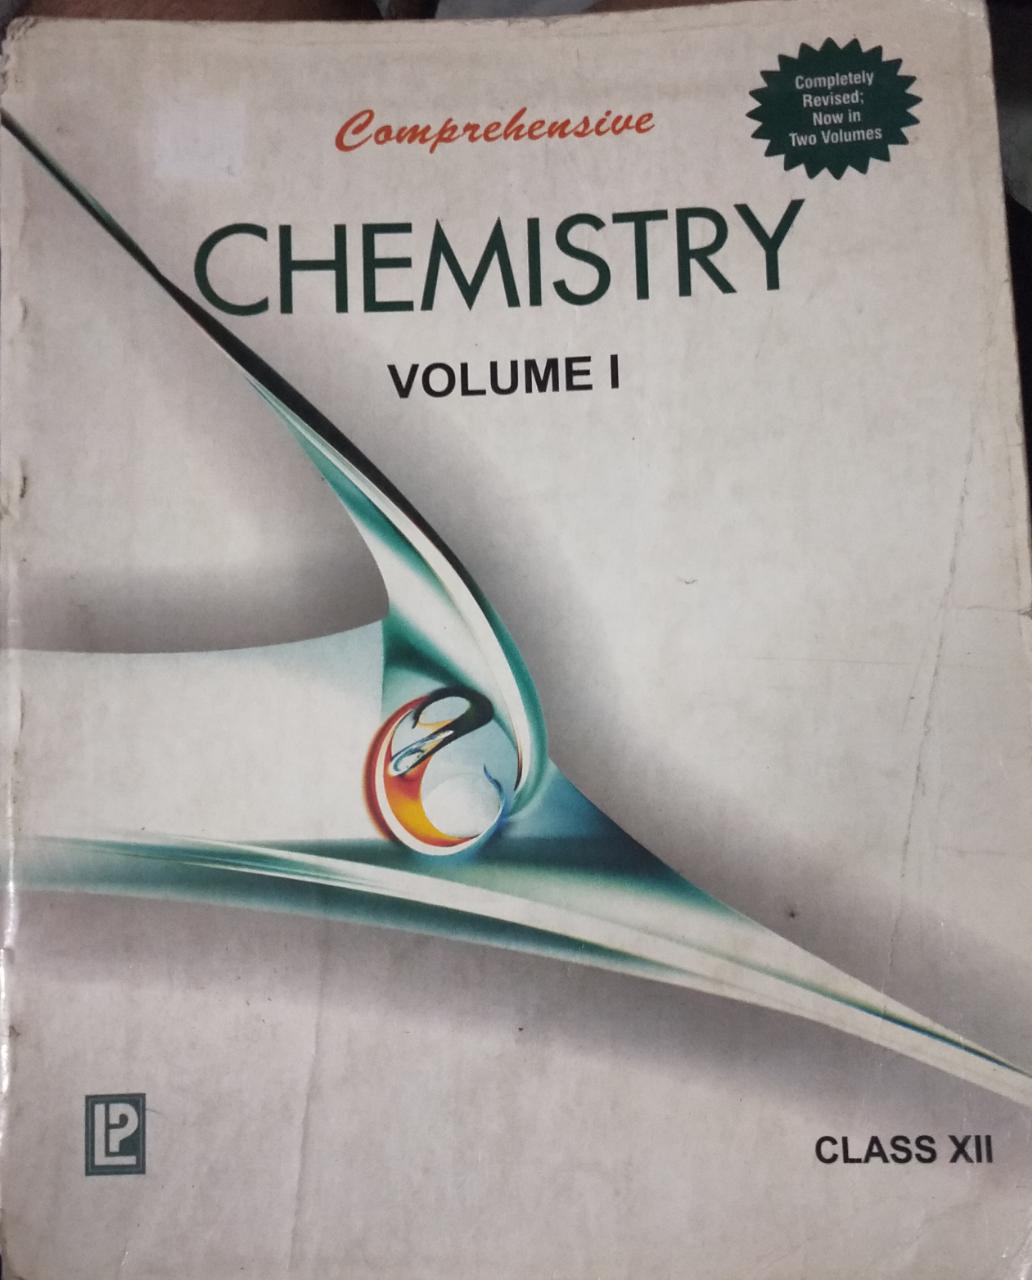 Completely
Revised;
Now in
Two Volumes
Comprehensive
CHEMISTRY
VOLUME I
LP
CLASS XII